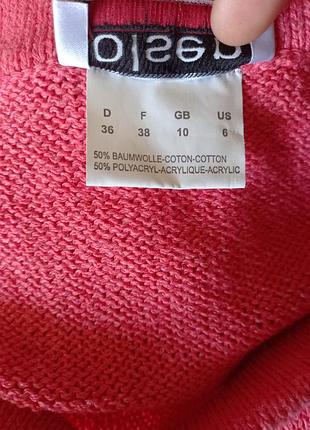 olsen
D F GB US
36 38 10 6
50% BAUMWOLLE-COTON-COTTON
50% POLYACRYL-ACRYLIQUE-ACRYLIC